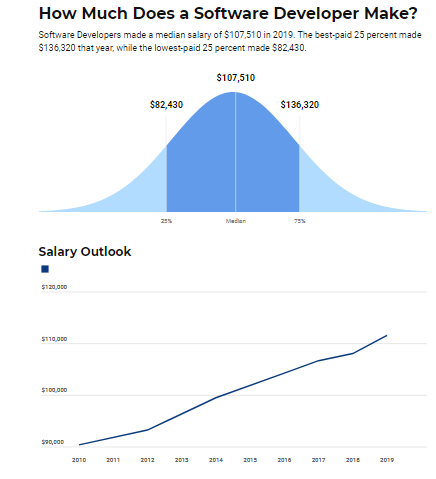 How Much Does a Software Developer Make?
Software Developers made a median salary of $107,510 in 2019. The best-paid 25 percent made
$136,320 that year, while the lowest-paid 25 percent made $82,430.
$107,510
$82,430
$136,320
25%
Median
75%
Salary Outlook
$120,000
$110,000
$100,000
$90,000
2010 2011 2012 2013 2014 2015 2016 2017 2018 2019